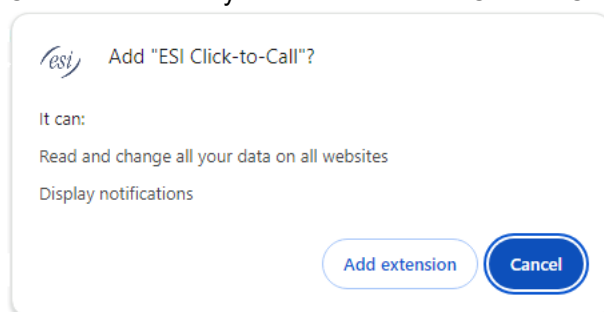 esi Add "ESI Click-to-Call"?
It can:
Read and change all your data on all websites
Display notifications
Add extension Cancel